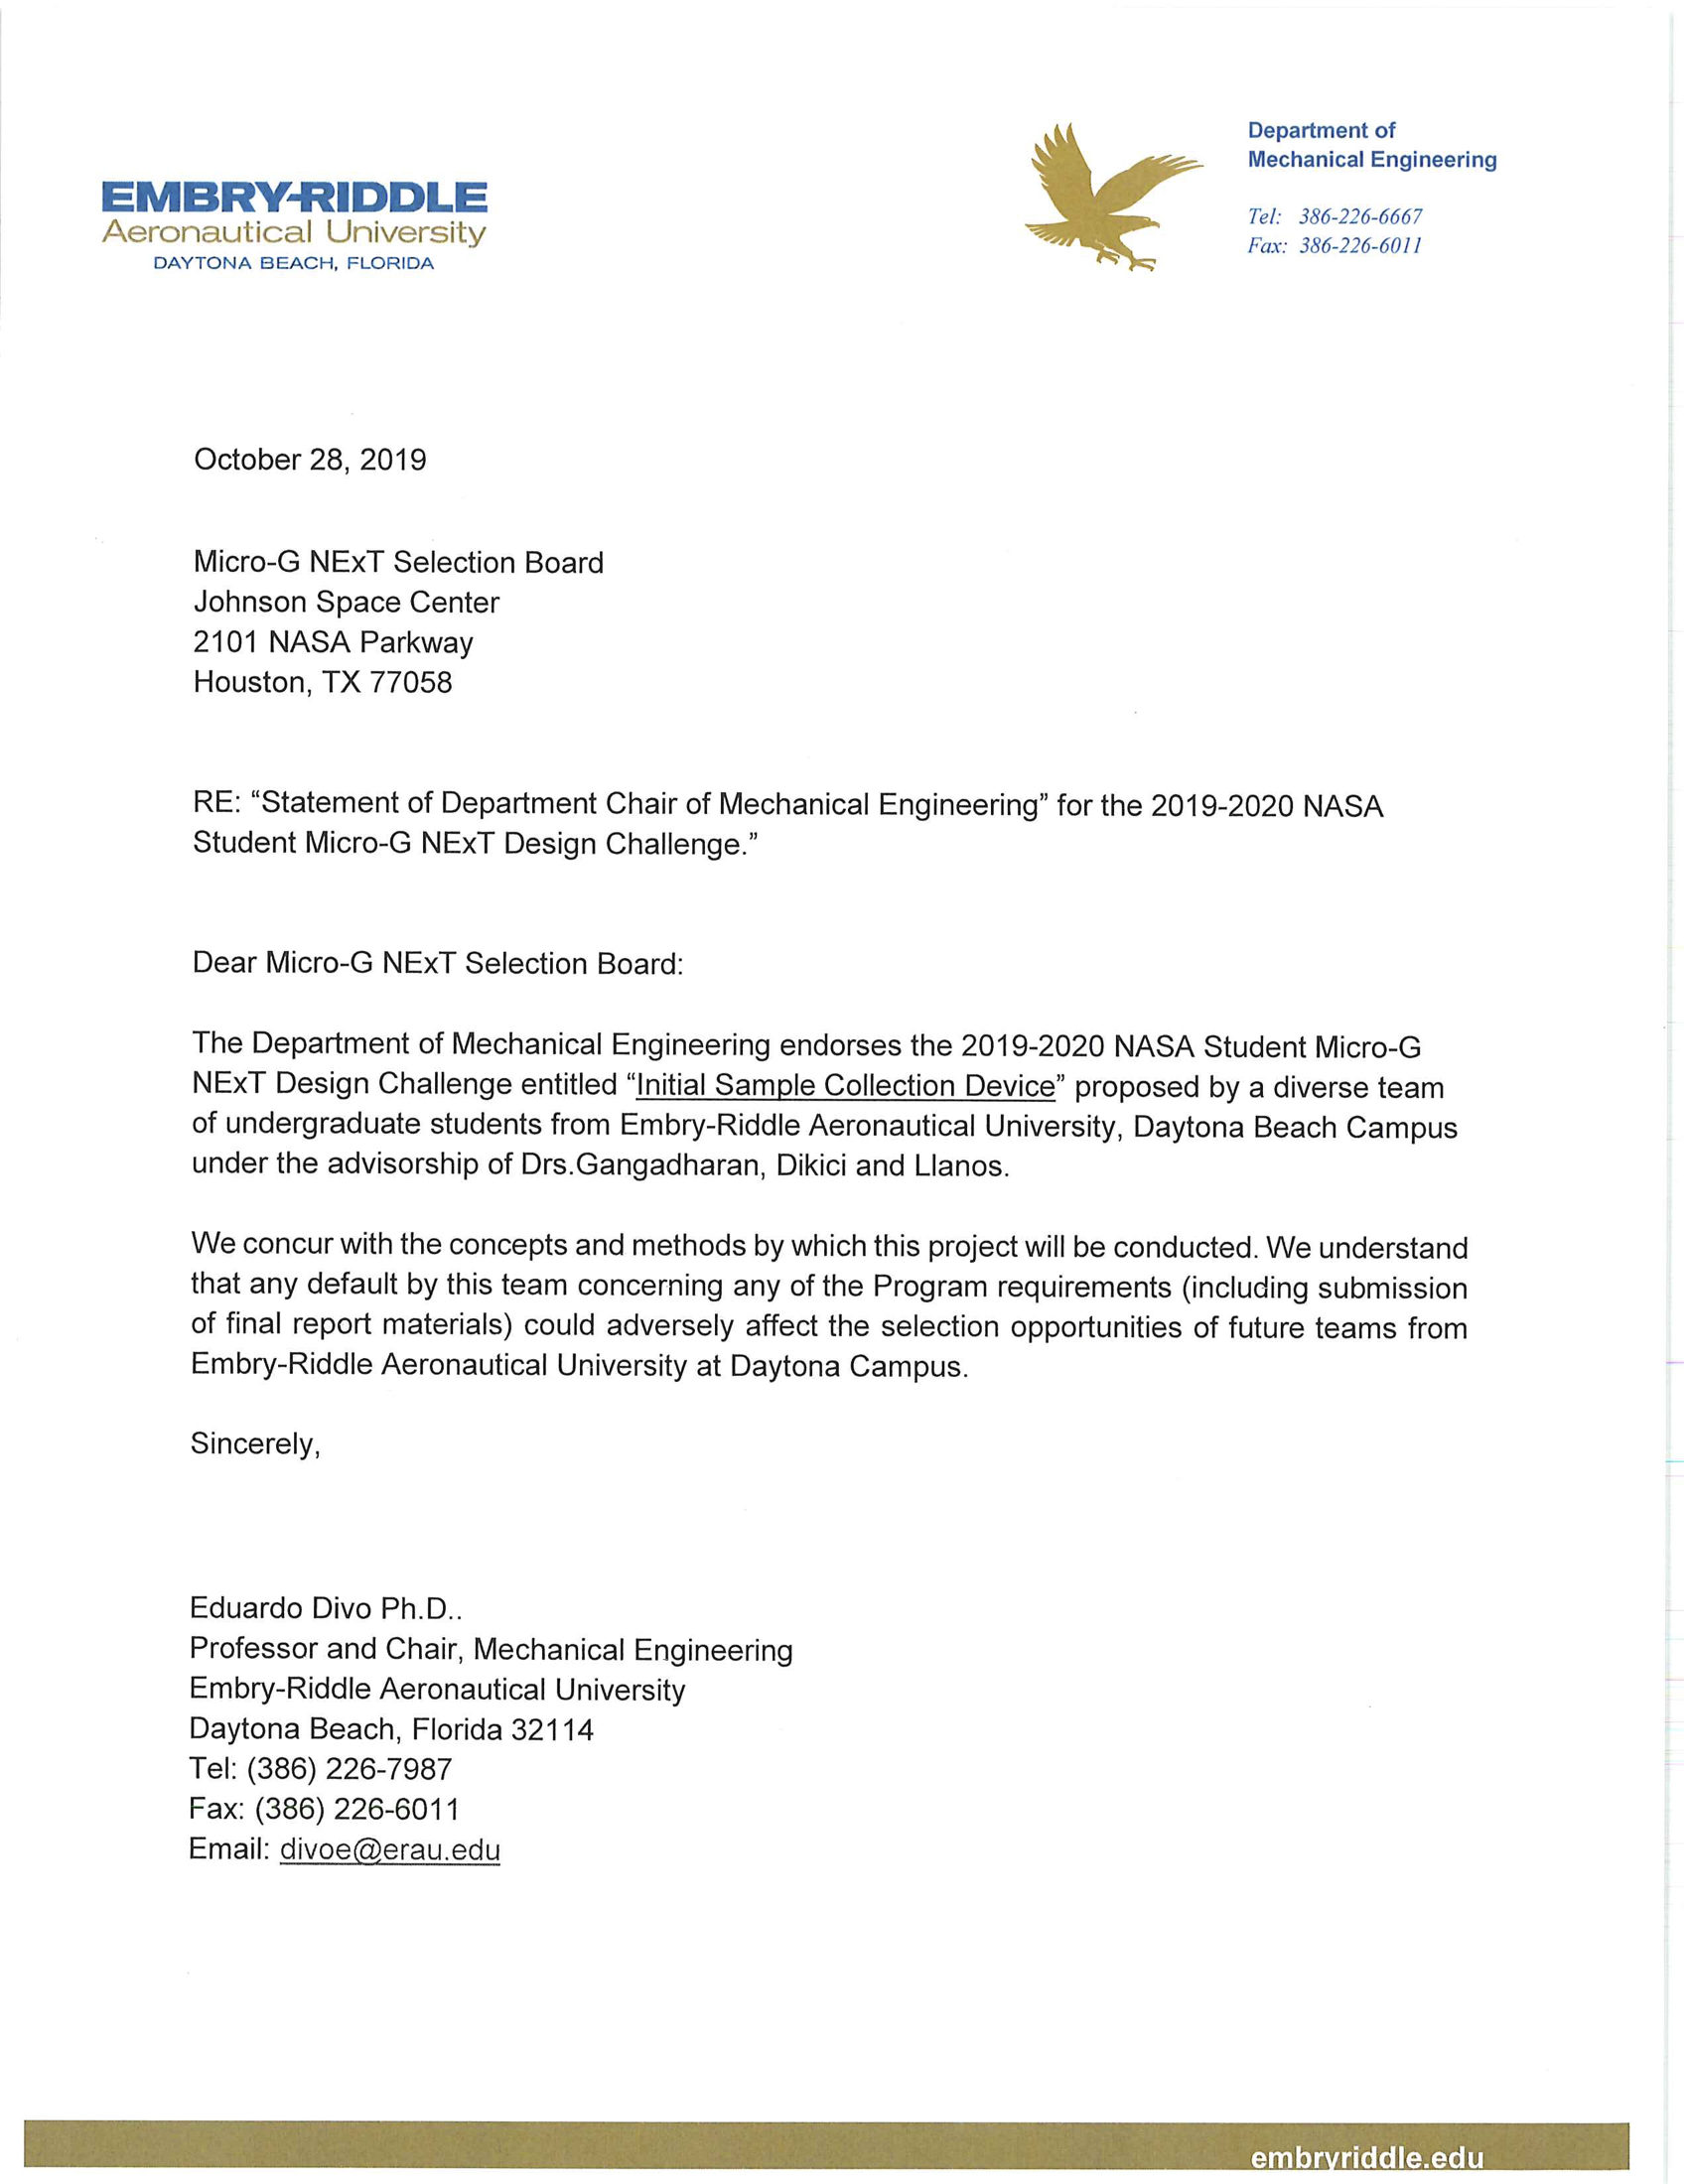 EMBRY-RIDDLE
Aeronautical University
DAYTONA BEACH, FLORIDA
Department of
Mechanical Engineering
Tel: 386-226-6667
Fax: 386-226-6011
October 28, 2019
Micro-G NExT Selection Board
Johnson Space Center
2101 NASA Parkway
Houston, TX 77058
RE: “Statement of Department Chair of Mechanical Engineering” for the 2019-2020 NASA
Student Micro-G NExT Design Challenge.”
Dear Micro-G NExT Selection Board:
The Department of Mechanical Engineering endorses the 2019-2020 NASA Student Micro-G
NExT Design Challenge entitled “Initial Sample Collection Device” proposed by a diverse team
of undergraduate students from Embry-Riddle Aeronautical University, Daytona Beach Campus
under the advisorship of Drs.Gangadharan, Dikici and Llanos.
We concur with the concepts and methods by which this project will be conducted. We understand
that any default by this team concerning any of the Program requirements (including submission
of final report materials) could adversely affect the selection opportunities of future teams from
Embry-Riddle Aeronautical University at Daytona Campus.
Sincerely,
Eduardo Divo Ph.D..
Professor and Chair, Mechanical Engineering
Embry-Riddle Aeronautical University
Daytona Beach, Florida 32114
Tel: (386) 226-7987
Fax: (386) 226-6011
Email: divoe@erau.edu
embryriddle.edu